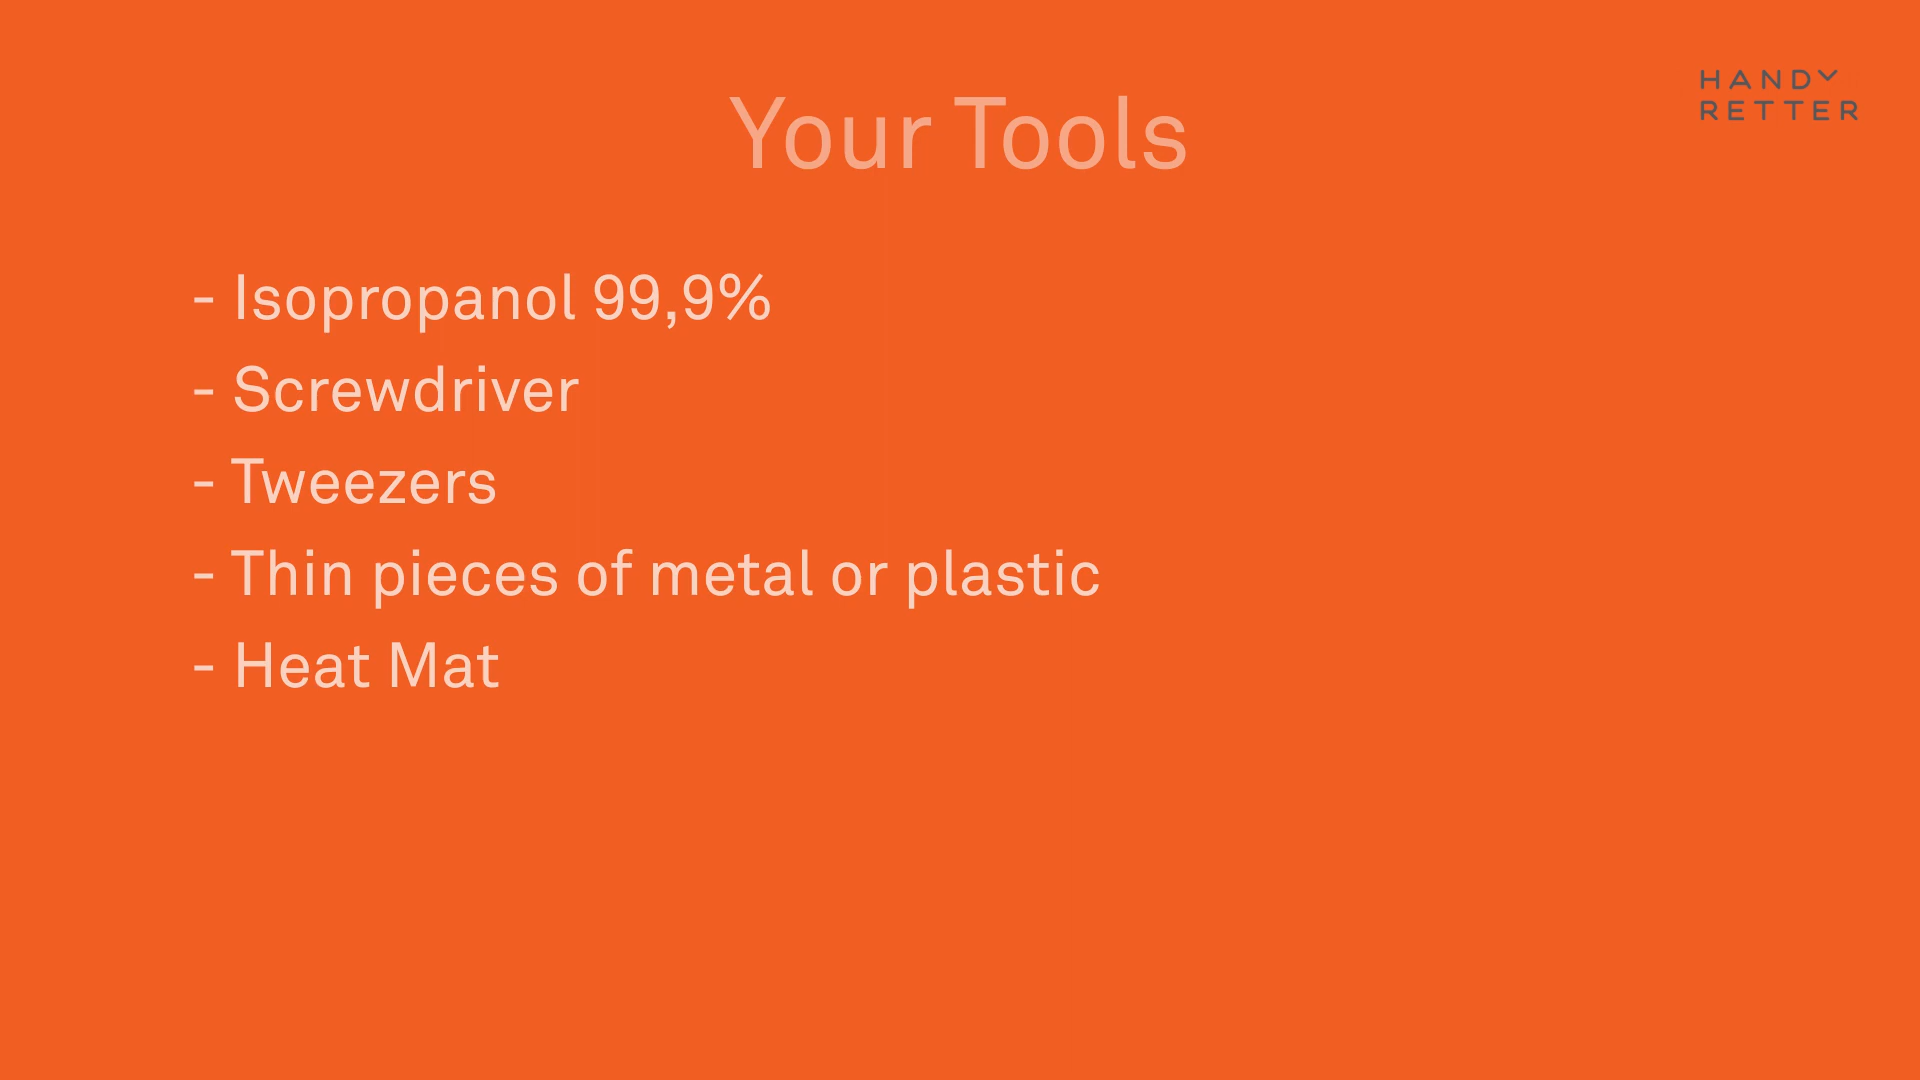 HANDY
RETTER
Your Tools
- Isopropanol 99,9%
- Screwdriver
- Tweezers
- Thin pieces of metal or plastic
- Heat Mat